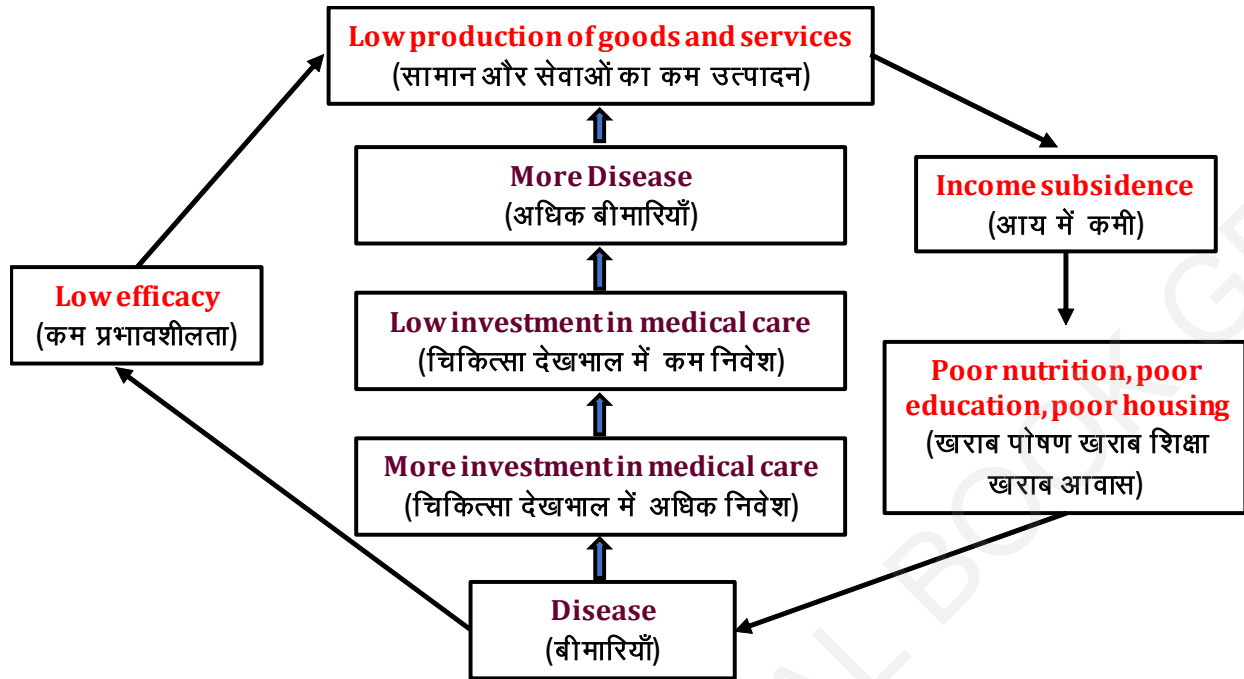 Low production of goods and services
(सामान और सेवाओं का कम उत्पादन)
More Disease
(अधिक बीमारियाँ)
Income subsidence
(आय में कमी)
Low efficacy
(कम प्रभावशीलता)
Low investment in medical care
(चिकित्सा देखभाल में कम निवेश)
Poor nutrition, poor
education, poor housing
(खराब पोषण खराब शिक्षा
खराब आवास)
More investment in medical care
(चिकित्सा देखभाल में अधिक निवेश)
Disease
(बीमारियाँ)
BOOK